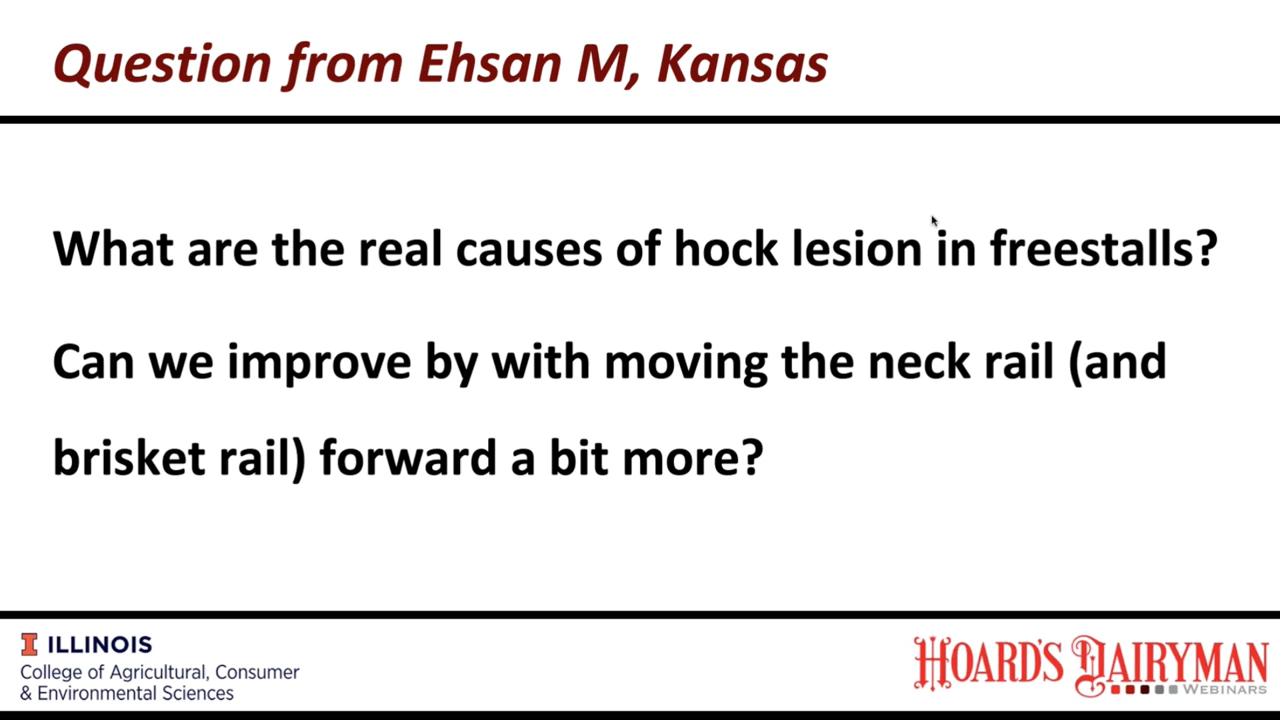 Question from Ehsan M, Kansas
What are the real causes of hock lesion in freestalls?
Can we improve by with moving the neck rail (and
brisket rail) forward a bit more?
I ILLINOIS
College of Agricultural, Consumer
& Environmental Sciences
HOARD'S DAIRYMAN
WEBINARS